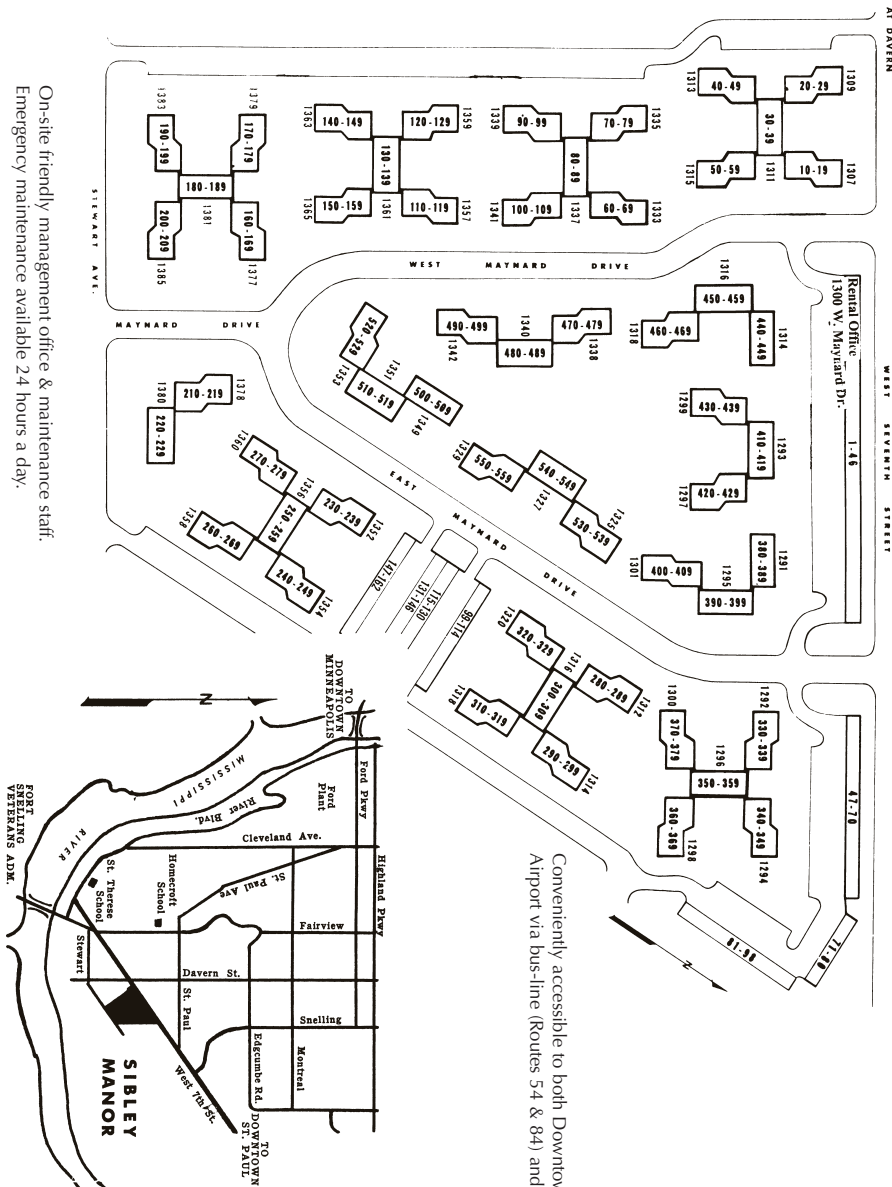 AT DAVERN
1313
40-49
20-29
1309
30-39
1315
50-59
1311
10-19
1307
1339
90-99
70-79
1335
80-89
1341
100-109
1337
60-69
1333
1363
140-149
120-129
1359
130-139
1365
150-159
1361
110-119
1357
1383
190-199
170-179
1379
180-189
1381
200-209
160-169
1385
1377
STEWART AVE.
WEST MAYNARD DRIVE
MAYNARD DRIVE
WEST SEVENTH STREET
Rental Office
1300 W. Maynard Dr.
1-46
1316
450-459
1318
460-469
440-449
1314
1340
490-499
470-479
480-489
1342
1338
520-529
1351
1353
510-519
500-509
1349
1299
430-439
410-419
1293
420-429
1297
1329
550-559
540-549
1327
530-539
1325
1380
210-219
1378
220-229
1360
270-279
1356
250-259
230-239
1352
1358
260-269
240-249
1354
EAST MAYNARD DRIVE
1291
380-389
1295
1301
400-409
390-399
147-162
131-146
115-130
99-114
1320
320-329
1316
300-309
280-289
1312
1318
310-319
290-299
1314
1300
370-379
1292
330-339
1296
350-359
360-369
1298
340-349
1294
47-70
71-80
81-98
N
On-site friendly management office & maintenance staff.
Emergency maintenance available 24 hours a day.
Conveniently accessible to both Downtow
Airport via bus-line (Routes 54 & 84) and
N
TO
DOWNTOWN
MINNEAPOLIS
MISSISSIPPI
RIVER
River Blvd.
Ford
Plant
Ford Pkwy
Highland Pkwy
Cleveland Ave.
St. Paul Ave
Homecroft
School
St. Therese
School
FORT
SNELLING
VETERANS ADM.
Fairview
Stewart
Davern St.
St. Paul
Snelling
Edgcumbe Rd.
Montreal
West 7th St.
SIBLEY
MANOR
TO
DOWNTOWN
ST. PAUL